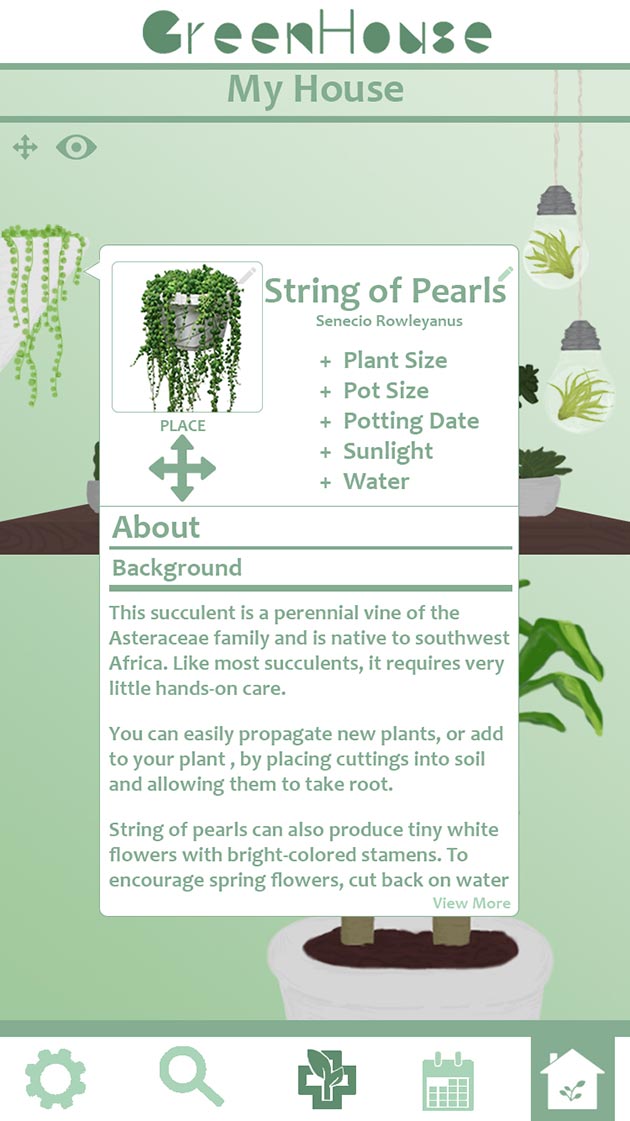 GreenHouse
My House
String of Pearls
Senecio Rowleyanus
+ Plant Size
+ Pot Size
+ Potting Date
+ Sunlight
+ Water
PLACE
About
Background
This succulent is a perennial vine of the
Asteraceae family and is native to southwest
Africa. Like most succulents, it requires very
little hands-on care.
You can easily propagate new plants, or add
to your plant , by placing cuttings into soil
and allowing them to take root.
String of pearls can also produce tiny white
flowers with bright-colored stamens. To
encourage spring flowers, cut back on water
View More